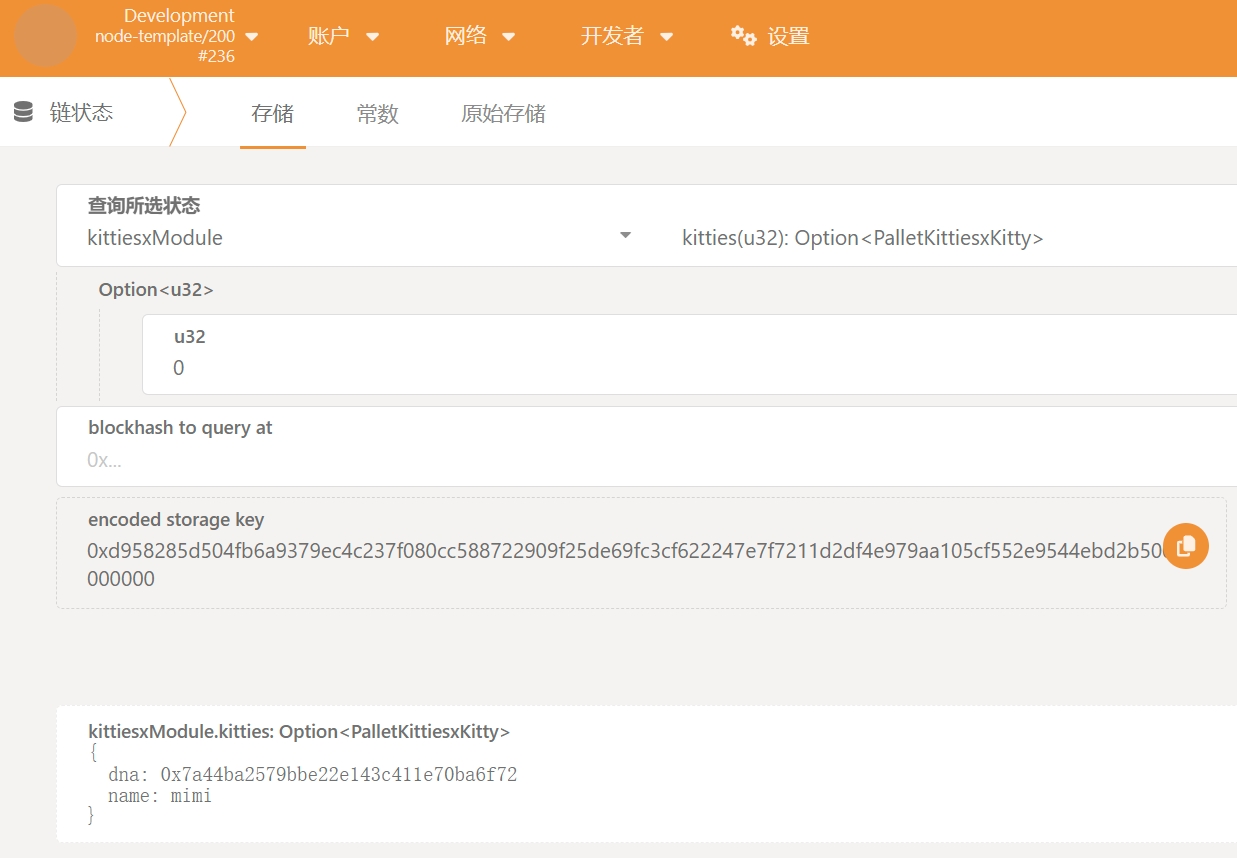 Development
node-template/200
#236
账户
网络
开发者
设置
链状态
存储
常数
原始存储
查询所选状态
kittiesxModule
kitties(u32): Option<PalletKittiesxKitty>
Option<u32>
u32
0
blockhash to query at
0x...
encoded storage key
0xd958285d504fb6a9379ec4c237f080cc588722909f25de69fc3cf622247e7f7211d2df4e979aa105cf552e9544ebd2b500
000000
kittiesxModule.kitties: Option<PalletKittiesxKitty>
{
dna: 0x7a44ba2579bbe22e143c411e70ba6f72
name: mimi
}